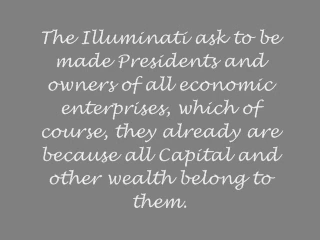 The Illuminati ask to be
made Presidents and
owners of all economic
enterprises, which of
course, they already are
because all Capital and
other wealth belong to
them.